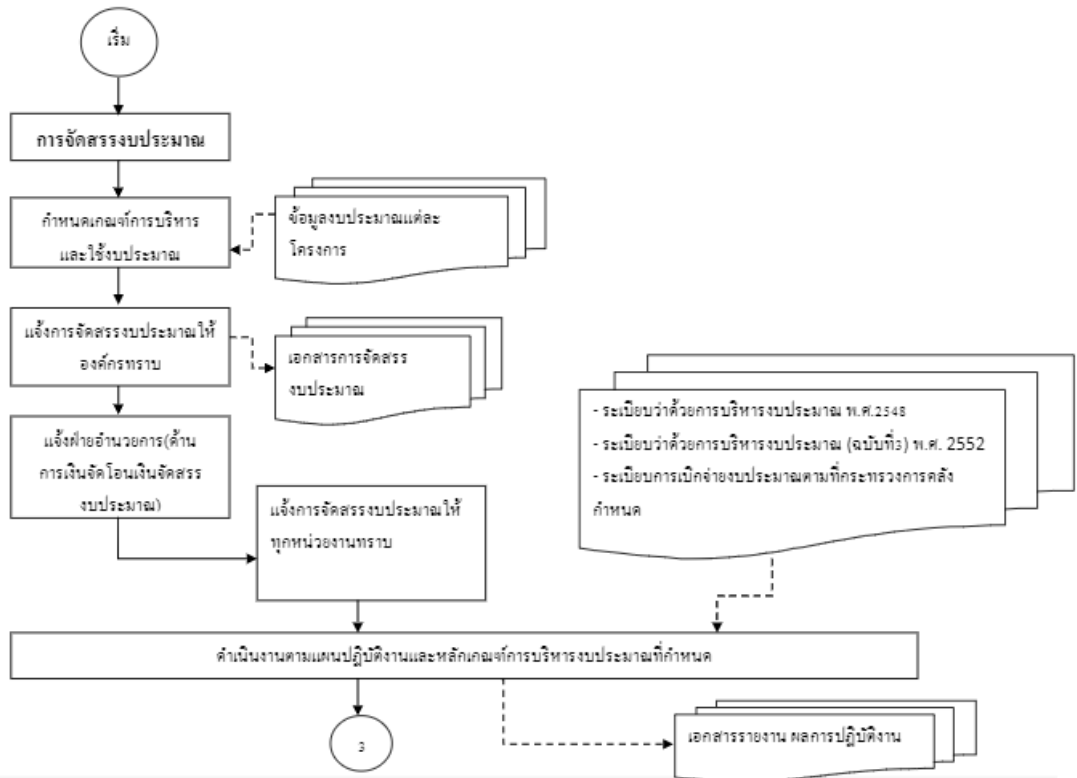 เริ่ม
การจัดสรรงบประมาณ
กำหนดเกณฑ์การบริหาร
และใช้งบประมาณ
ข้อมูลงบประมาณแต่ละ
โครงการ
แจ้งการจัดสรรงบประมาณให้
องค์กรทราบ
เอกสารการจัดสรร
งบประมาณ
แจ้งฝ่ายอำนวยการ(ด้าน
การเงินจัดโอนเงินจัดสรร
งบประมาณ)
แจ้งการจัดสรรงบประมาณให้
ทุกหน่วยงานทราบ
- ระเบียบว่าด้วยการบริหารงบประมาณ พ.ศ.2548
- ระเบียบว่าด้วยการบริหารงบประมาณ (ฉบับที่3) พ.ศ. 2552
- ระเบียบการเบิกจ่ายงบประมาณตามที่กระทรวงการคลัง
กำหนด
ดำเนินงานตามแผนปฏิบัติงานและหลักเกณฑ์การบริหารงบประมาณที่กำหนด
3
เอกสารรายงาน ผลการปฏิบัติงาน